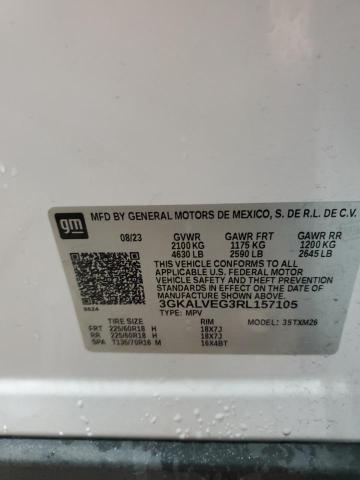 gm
MFD BY GENERAL MOTORS DE MEXICO, S. DE R.L. DE C.V.
08/23 GVWR GAWR FRT GAWR RR
2100 KG 1175 KG 1200 KG
4630 LB 2590 LB 2645 LB
THIS VEHICLE CONFORMS TO ALL
APPLICABLE U.S. FEDERAL MOTOR
VEHICLE SAFETY AND THEFT PREVENTION
STANDARDS IN EFFECT ON THE DATE OF
MANUFACTURE SHOWN ABOVE.
3GKALVEG3RL157105
TYPE: MPV
9824 MODEL: 3STXM26
TIRE SIZE RIM
FRT 225/60R18 H 18X7J
RR 225/60R18 H 18X7J
SPA T135/70R16 M 16X4BT